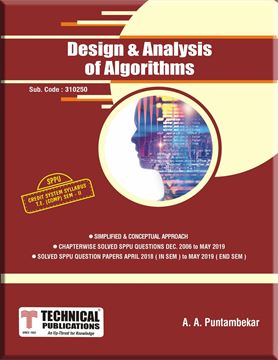 Design & Analysis
of Algorithms
Sub. Code : 310250
SPPU
CREDIT SYSTEM SYLLABUS
T.E. (COMP) SEM - II
● SIMPLIFIED & CONCEPTUAL APPROACH
● CHAPTERWISE SOLVED SPPU QUESTIONS DEC. 2006 to MAY 2019
● SOLVED SPPU QUESTION PAPERS APRIL 2018 ( IN SEM ) to MAY 2019 ( END SEM )
TECHNICAL
PUBLICATIONS
SINCE 1993
An Up-Thrust for Knowledge
A. A. Puntambekar